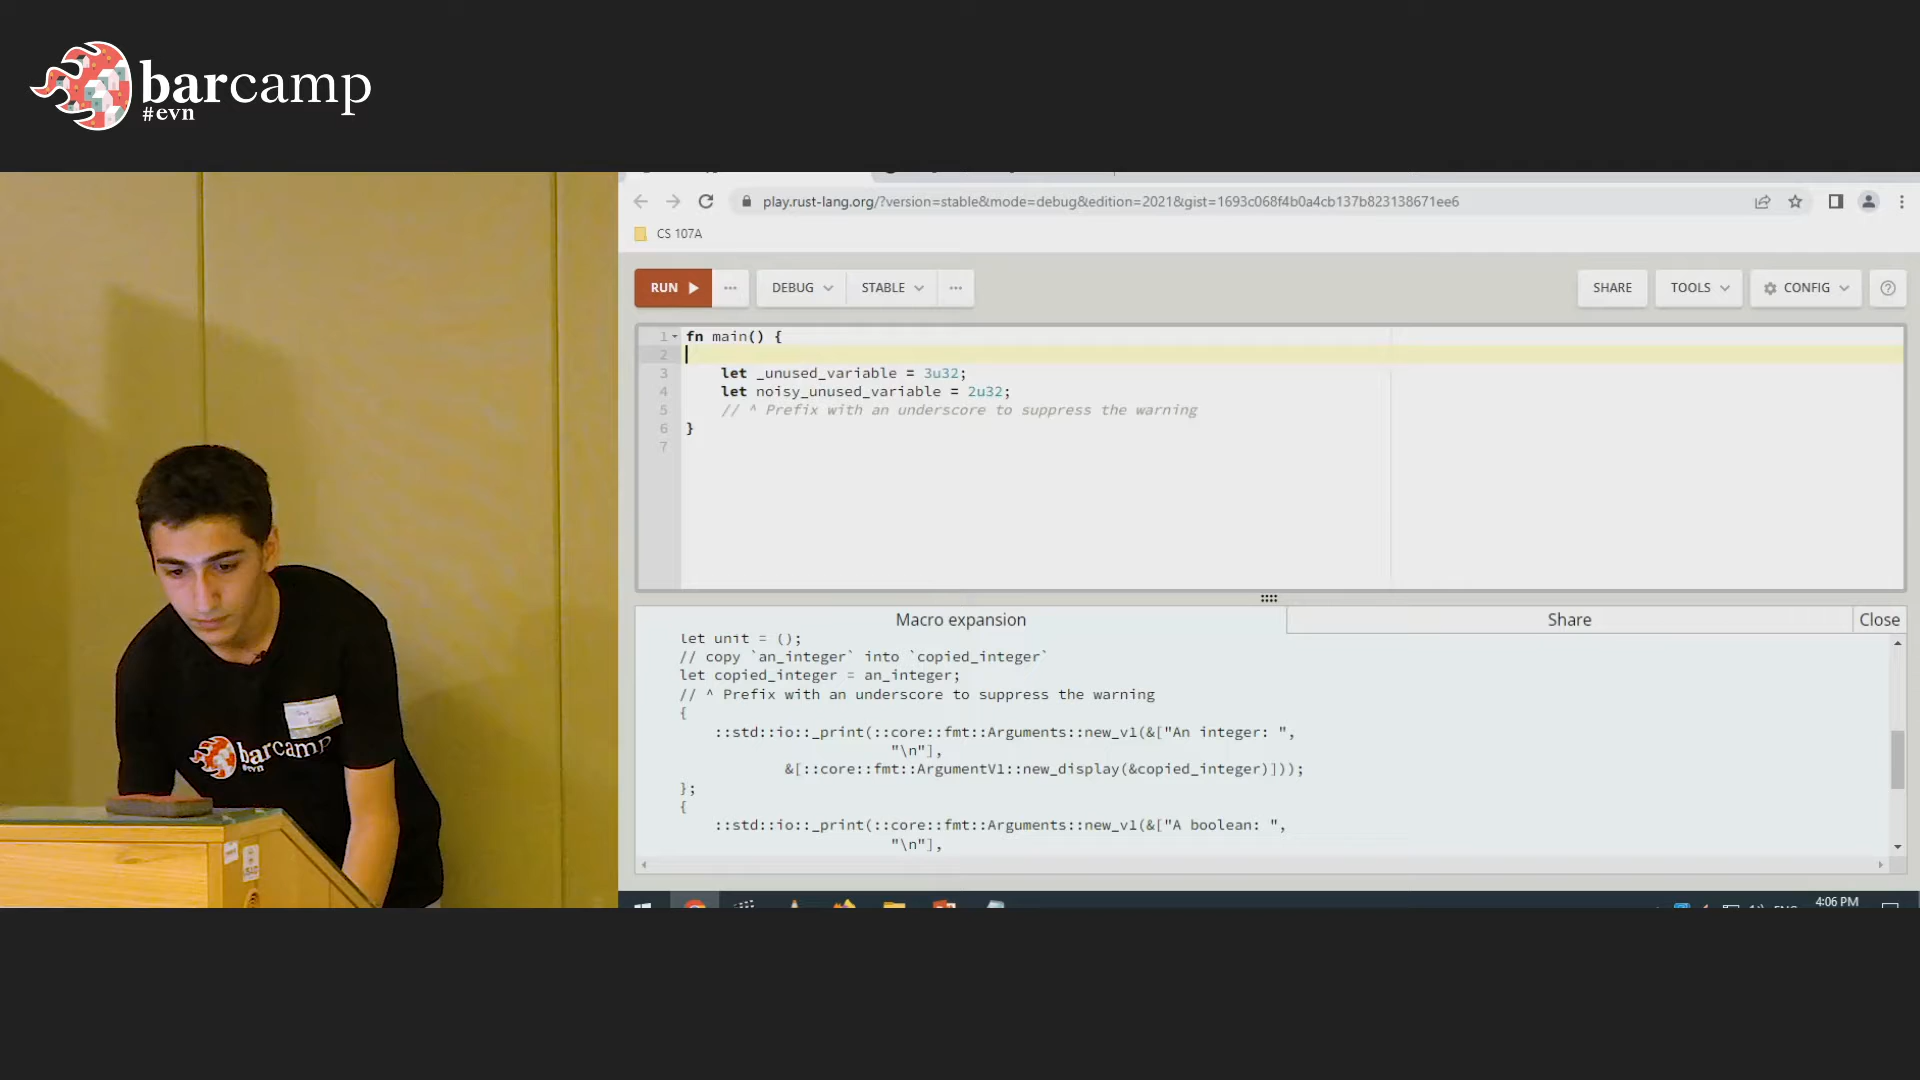 barcamp
#evn
play.rust-lang.org/?version=stable&mode=debug&edition=2021&gist=1693c068f4b0a4cb137b823138671ee6
CS 107A
RUN
DEBUG
STABLE
SHARE
TOOLS
CONFIG
1 fn main() {
2
3 let _unused_variable = 3u32;
4 let noisy_unused_variable = 2u32;
5 // ^ Prefix with an underscore to suppress the warning
6 }
7
Macro expansion
Share
Close
let unit = ();
// copy `an_integer` into `copied_integer`
let copied_integer = an_integer;
// ^ Prefix with an underscore to suppress the warning
{
::std::io::_print(::core::fmt::Arguments::new_v1(&["An integer: ",
"\n"],
&[::core::fmt::ArgumentV1::new_display(&copied_integer)]));
};
{
::std::io::_print(::core::fmt::Arguments::new_v1(&["A boolean: ",
"\n"],
4:06 PM
barcamp
#evn